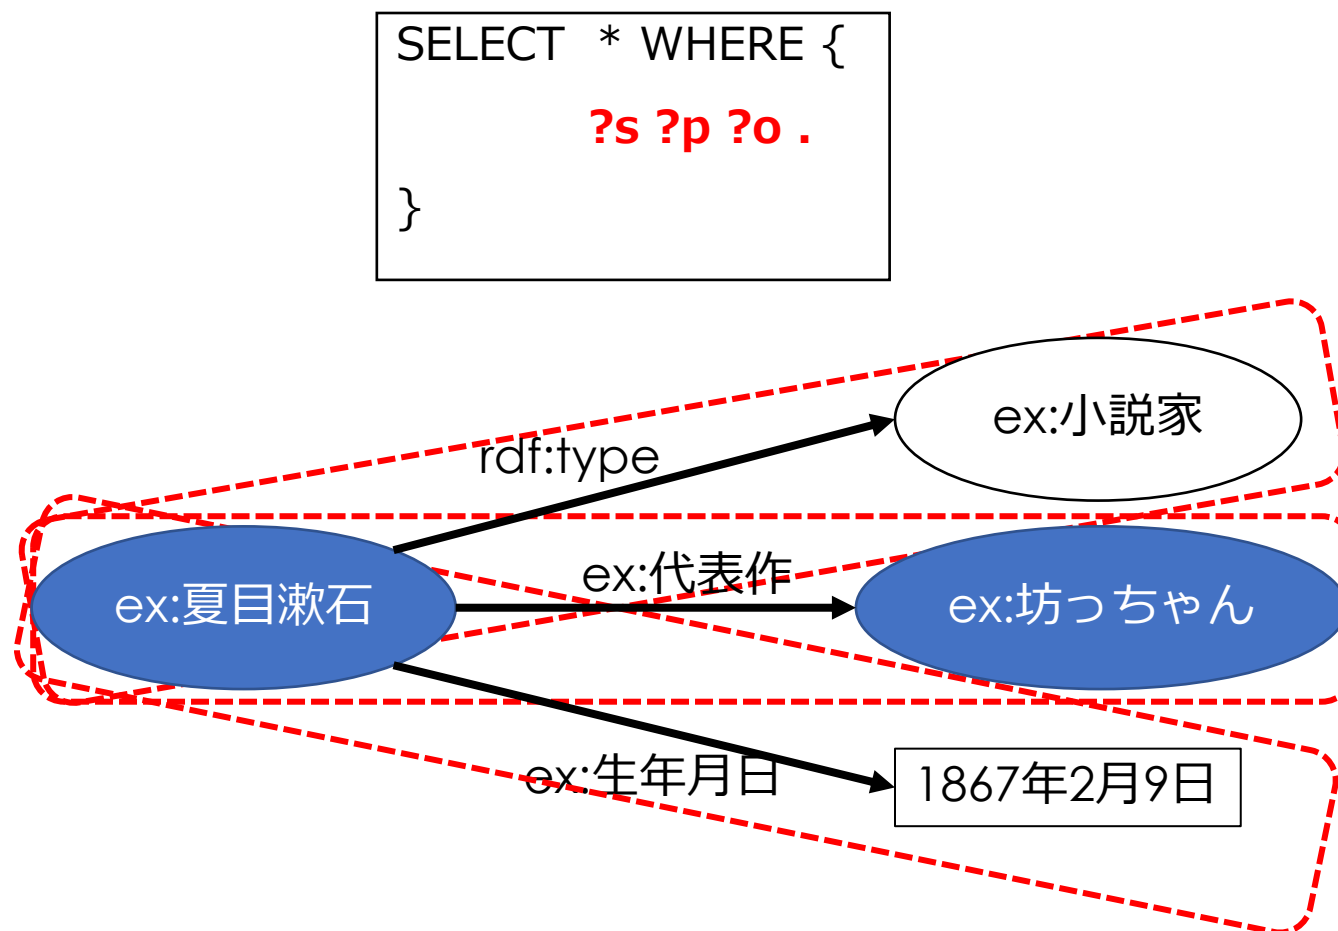 SELECT * WHERE {
?s ?p ?o .
}
ex:小説家
rdf:type
ex:代表作
ex:夏目漱石
ex:坊っちゃん
ex:生年月日
1867年2月9日